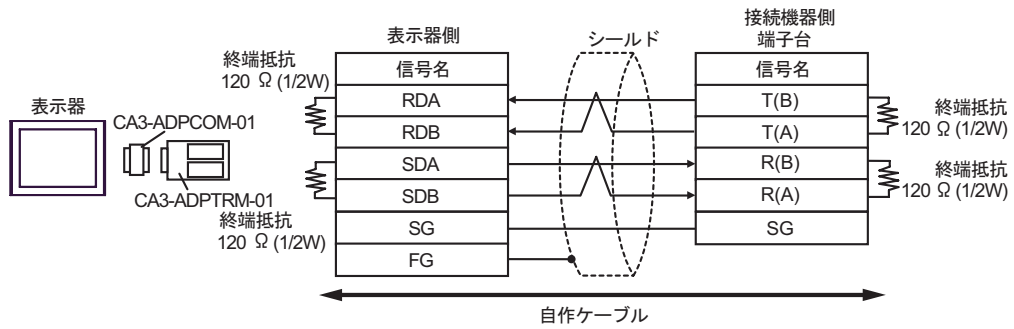 表示器
CA3-ADPCOM-01
CA3-ADPTRM-01
終端抵抗
120 Ω (1/2W)
終端抵抗
120 Ω (1/2W)
表示器側
信号名
RDA
RDB
SDA
SDB
SG
FG
シールド
接続機器側
端子台
信号名
T(B)
T(A)
R(B)
R(A)
SG
終端抵抗
120 Ω (1/2W)
終端抵抗
120 Ω (1/2W)
自作ケーブル